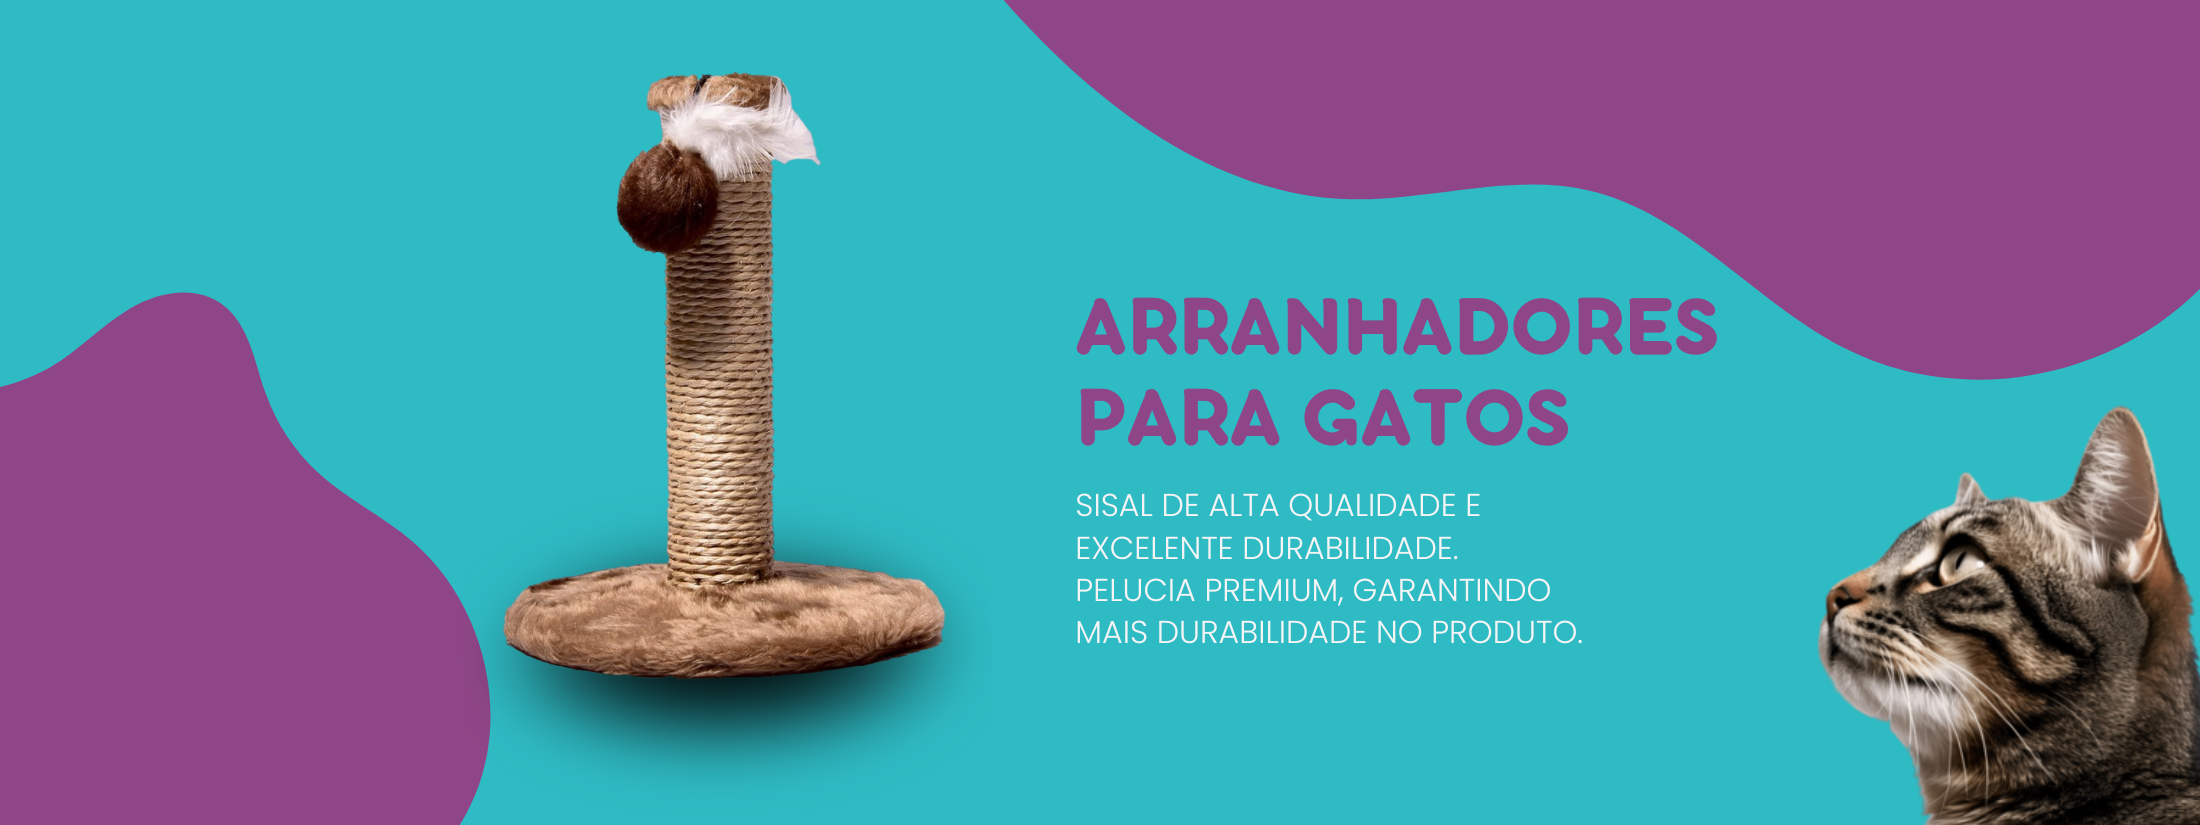 ARRANHADORES
PARA GATOS
SISAL DE ALTA QUALIDADE E
EXCELENTE DURABILIDADE.
PELUCIA PREMIUM, GARANTINDO
MAIS DURABILIDADE NO PRODUTO.